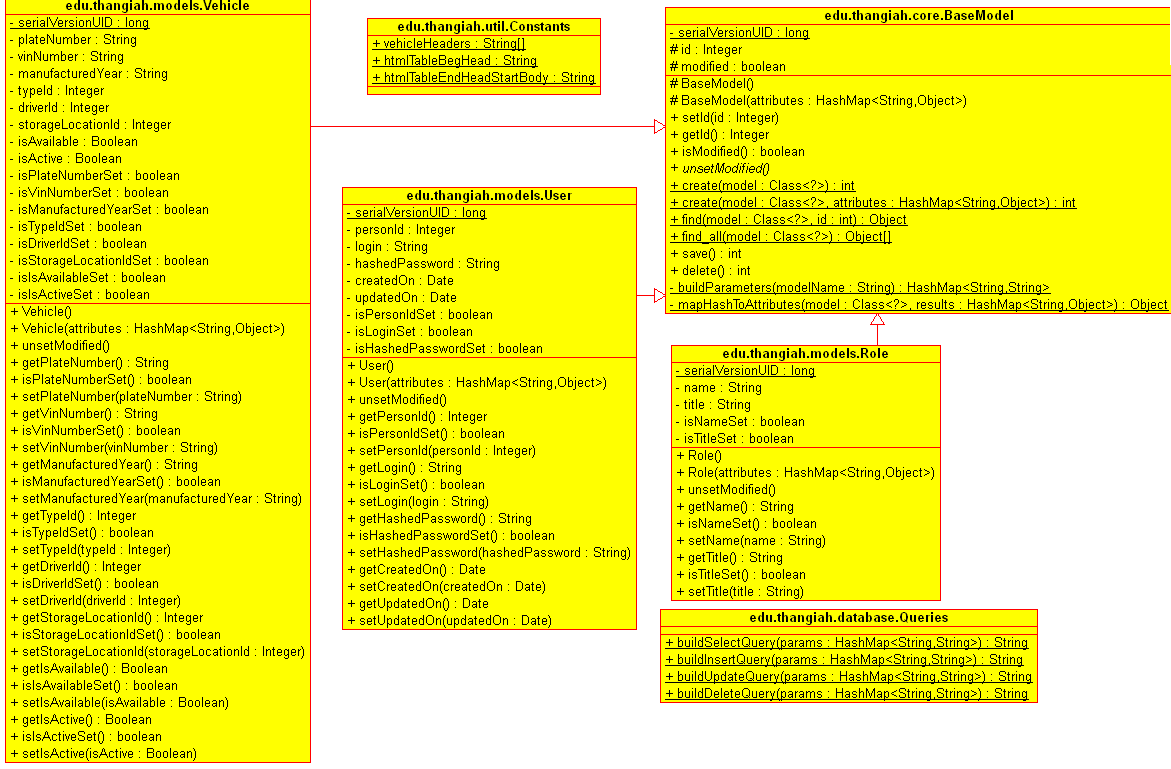 edu.thangiah.models.Vehicle
- serialVersionUID : long
- plateNumber : String
- vinNumber : String
- manufacturedYear : String
- typeId : Integer
- driverId : Integer
- storageLocationId : Integer
- isAvailable : Boolean
- isActive : Boolean
- isPlateNumberSet : boolean
- isVinNumberSet : boolean
- isManufacturedYearSet : boolean
- isTypeIdSet : boolean
- isDriverIdSet : boolean
- isStorageLocationIdSet : boolean
- isIsAvailableSet : boolean
- isIsActiveSet : boolean
+ Vehicle()
+ Vehicle(attributes : HashMap<String,Object>)
+ unsetModified()
+ getPlateNumber() : String
+ isPlateNumberSet() : boolean
+ setPlateNumber(plateNumber : String)
+ getVinNumber() : String
+ isVinNumberSet() : boolean
+ setVinNumber(vinNumber : String)
+ getManufacturedYear() : String
+ isManufacturedYearSet() : boolean
+ setManufacturedYear(manufacturedYear : String)
+ getTypeId() : Integer
+ isTypeIdSet() : boolean
+ setTypeId(typeId : Integer)
+ getDriverId() : Integer
+ isDriverIdSet() : boolean
+ setDriverId(driverId : Integer)
+ getStorageLocationId() : Integer
+ isStorageLocationIdSet() : boolean
+ setStorageLocationId(storageLocationId : Integer)
+ getIsAvailable() : Boolean
+ isIsAvailableSet() : boolean
+ setIsAvailable(isAvailable : Boolean)
+ getIsActive() : Boolean
+ isIsActiveSet() : boolean
+ setIsActive(isActive : Boolean)
edu.thangiah.util.Constants
+ vehicleHeaders : String[]
+ htmlTableBegHead : String
+ htmlTableEndHeadStartBody : String
edu.thangiah.models.User
- serialVersionUID : long
- personId : Integer
- login : String
- hashedPassword : String
- createdOn : Date
- updatedOn : Date
- isPersonIdSet : boolean
- isLoginSet : boolean
- isHashedPasswordSet : boolean
+ User()
+ User(attributes : HashMap<String,Object>)
+ unsetModified()
+ getPersonId() : Integer
+ isPersonIdSet() : boolean
+ setPersonId(personId : Integer)
+ getLogin() : String
+ isLoginSet() : boolean
+ setLogin(login : String)
+ getHashedPassword() : String
+ isHashedPasswordSet() : boolean
+ setHashedPassword(hashedPassword : String)
+ getCreatedOn() : Date
+ setCreatedOn(createdOn : Date)
+ getUpdatedOn() : Date
+ setUpdatedOn(updatedOn : Date)
edu.thangiah.core.BaseModel
- serialVersionUID : long
# id : Integer
# modified : boolean
# BaseModel()
# BaseModel(attributes : HashMap<String,Object>)
+ setId(id : Integer)
+ getId() : Integer
+ isModified() : boolean
+ unsetModified()
+ create(model : Class<?>) : int
+ create(model : Class<?>, attributes : HashMap<String,Object>) : int
+ find(model : Class<?>, id : int) : Object
+ find_all(model : Class<?>) : Object[]
+ save() : int
+ delete() : int
- buildParameters(modelName : String) : HashMap<String,String>
- mapHashToAttributes(model : Class<?>, results : HashMap<String,Object>) : Object
edu.thangiah.models.Role
- serialVersionUID : long
- name : String
- title : String
- isNameSet : boolean
- isTitleSet : boolean
+ Role()
+ Role(attributes : HashMap<String,Object>)
+ unsetModified()
+ getName() : String
+ isNameSet() : boolean
+ setName(name : String)
+ getTitle() : String
+ isTitleSet() : boolean
+ setTitle(title : String)
edu.thangiah.database.Queries
+ buildSelectQuery(params : HashMap<String,String>) : String
+ buildInsertQuery(params : HashMap<String,String>) : String
+ buildUpdateQuery(params : HashMap<String,String>) : String
+ buildDeleteQuery(params : HashMap<String,String>) : String